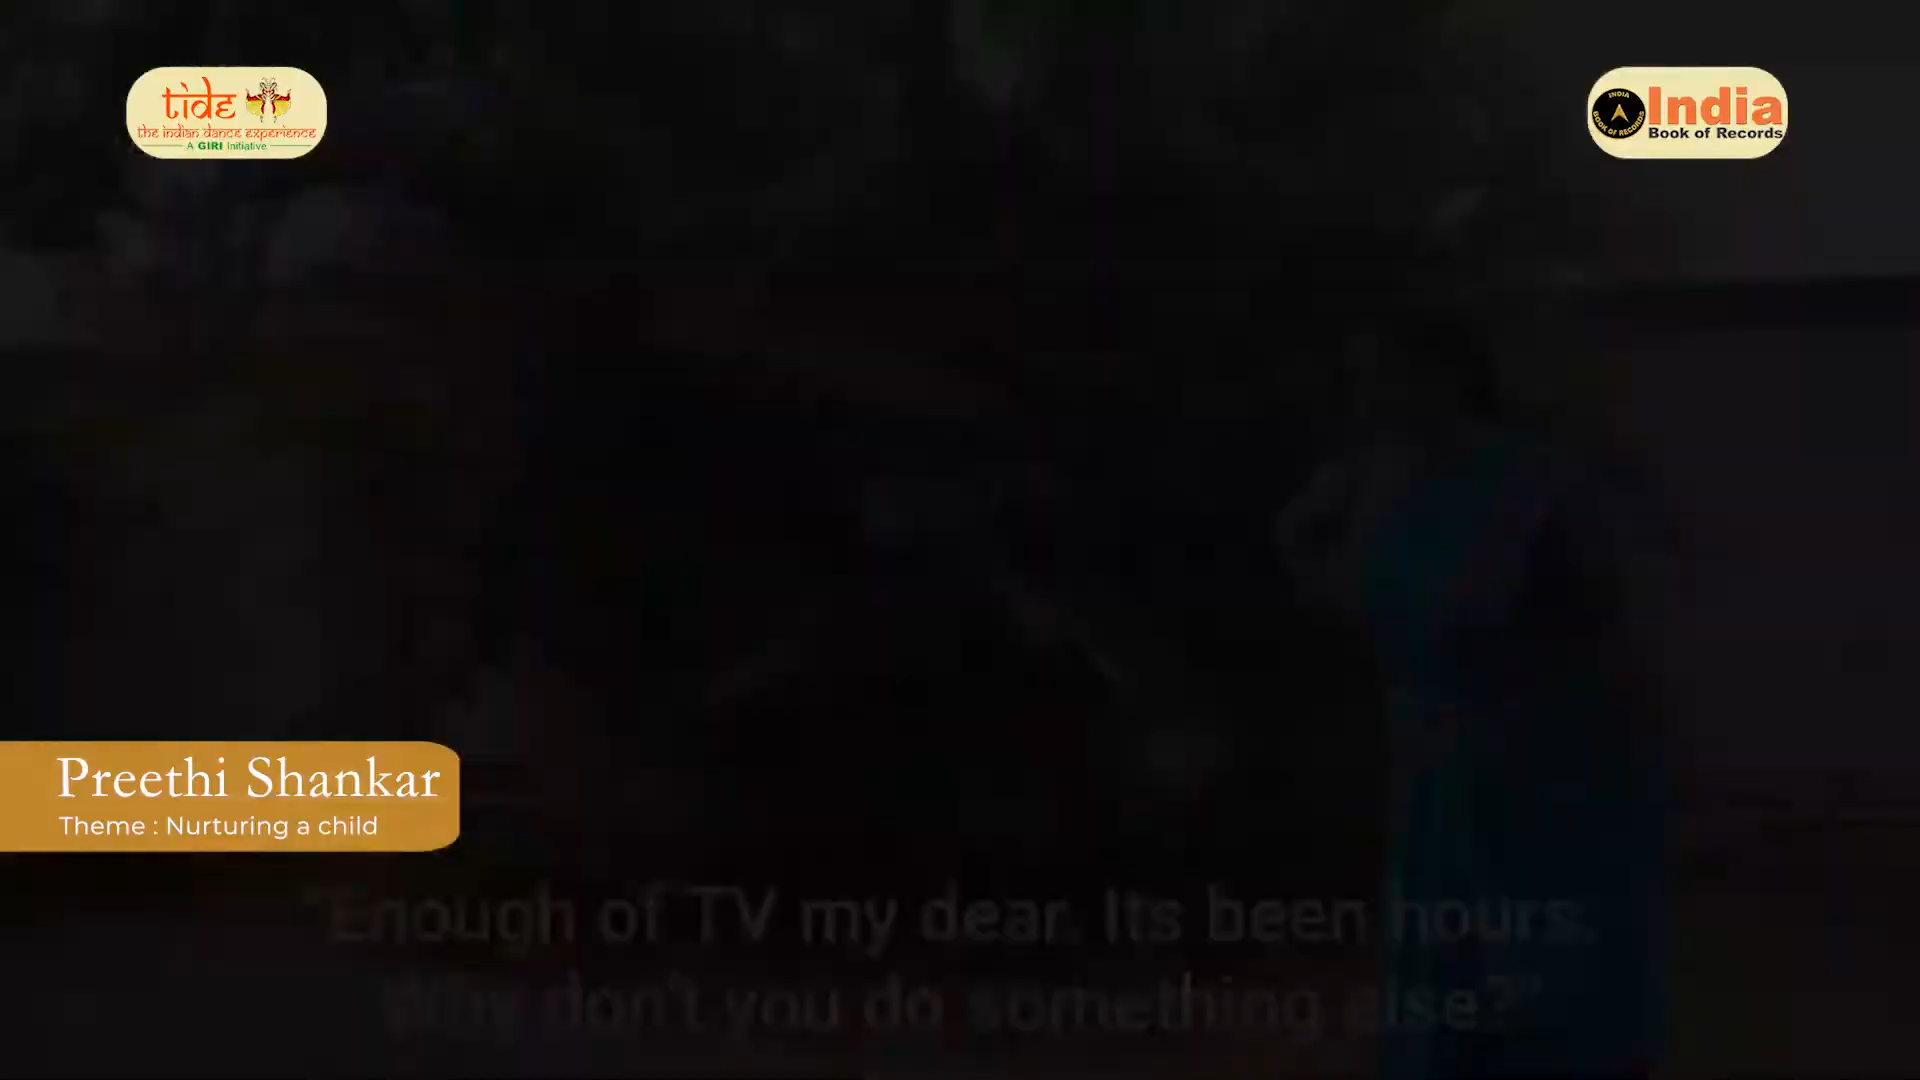 tide
the indian dance experience
A GIRI Initiative
INDIA
BOOK OF RECORDS
India
Book of Records
Preethi Shankar
Theme : Nurturing a child
"Enough of TV my dear. Its been hours.
Why don't you do something else?"